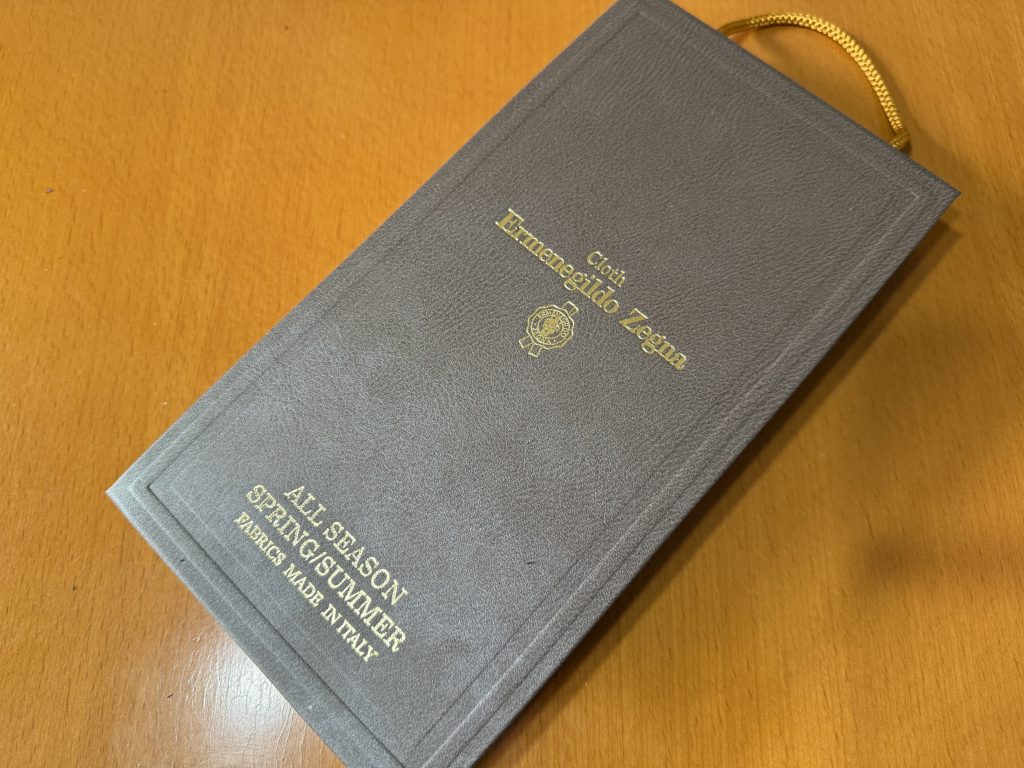 Cloth
Ermenegildo Zegna
ALL SEASON
SPRING/SUMMER
FABRICS MADE IN ITALY